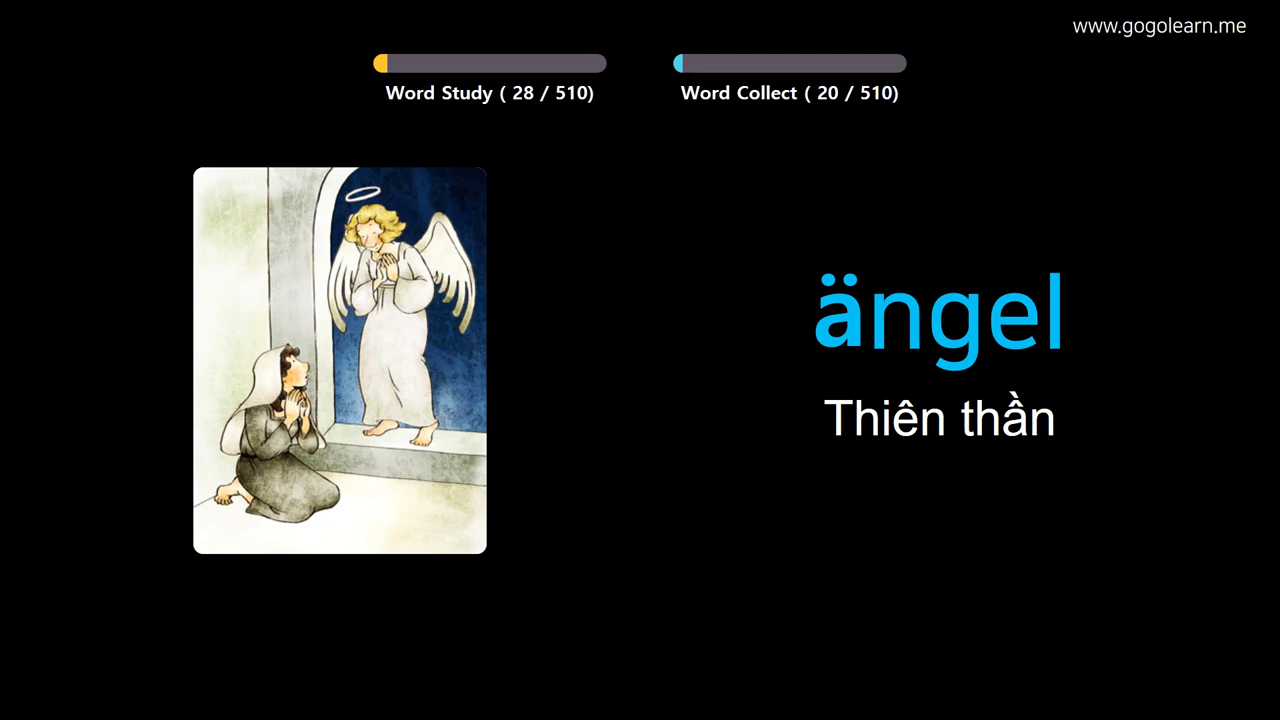 www.gogolearn.me
Word Study ( 28 / 510)
Word Collect ( 20 / 510)
ängel
Thiên thần